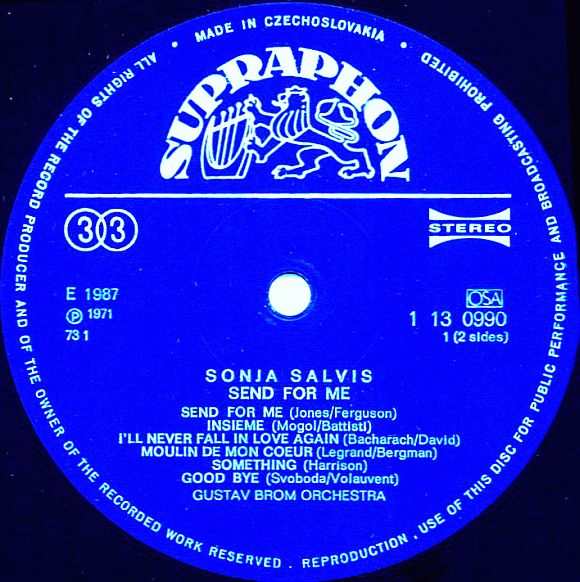 MADE IN CZECHOSLOVAKIA
ALL RIGHTS OF THE RECORD PRODUCER AND OF THE OWNER OF THE RECORDED WORK RESERVED . REPRODUCTION , USE OF THIS DISC FOR PUBLIC PERFORMANCE AND BROADCASTING PROHIBITED
SUPRAPHON
33
STEREO
E 1987
Ⓟ 1971
73 1
OSA
1 13 0990
1 (2 sides)
SONJA SALVIS
SEND FOR ME
SEND FOR ME (Jones/Ferguson)
INSIEME (Mogol/Battisti)
I'LL NEVER FALL IN LOVE AGAIN (Bacharach/David)
MOULIN DE MON COEUR (Legrand/Bergman)
SOMETHING (Harrison)
GOOD BYE (Svoboda/Volauvent)
GUSTAV BROM ORCHESTRA